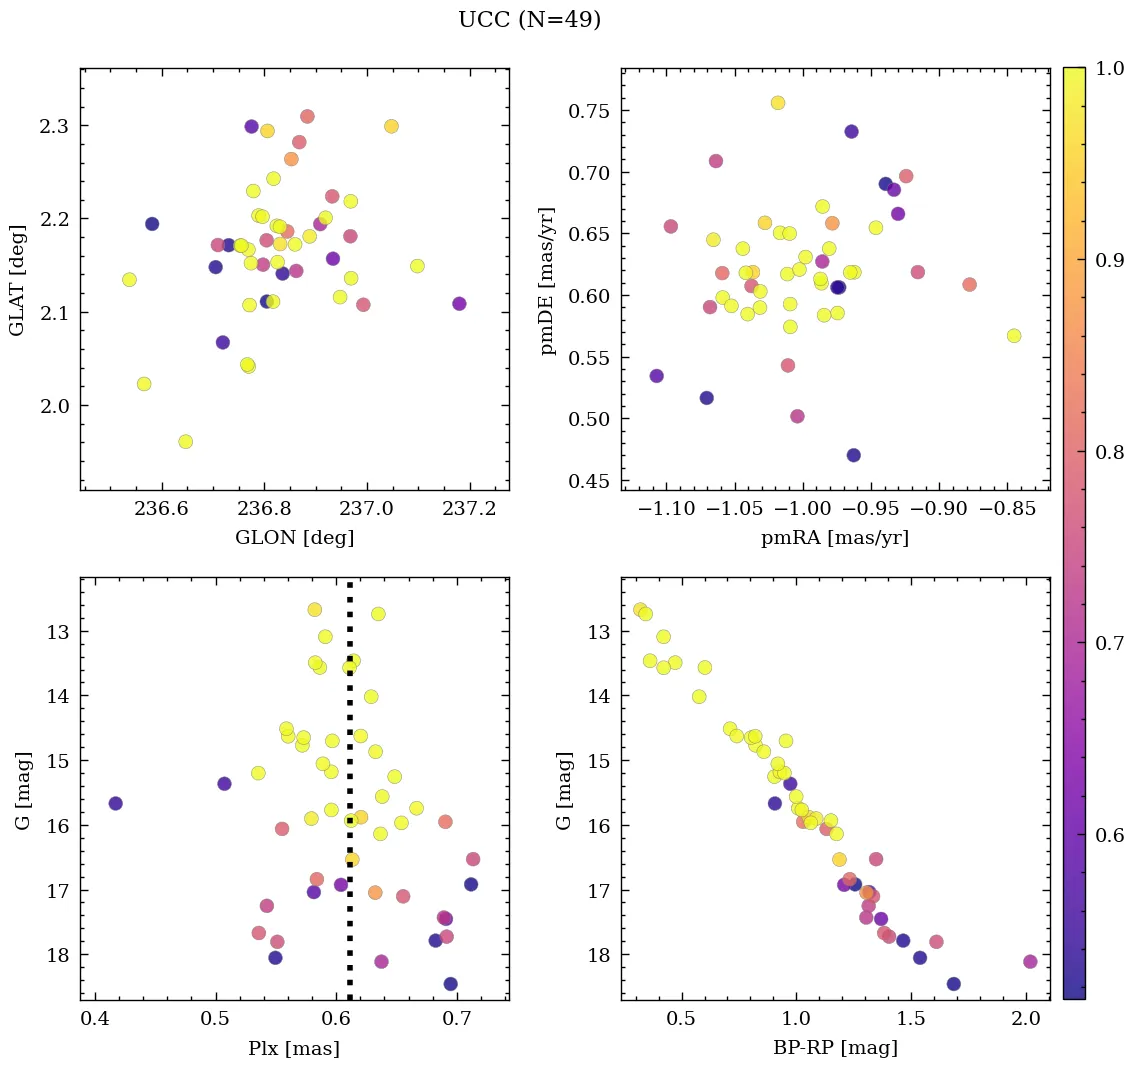 UCC (N=49)
2.3
2.2
2.1
2.0
GLAT [deg]
236.6 236.8 237.0 237.2
GLON [deg]
0.75
0.70
0.65
0.60
0.55
0.50
0.45
pmDE [mas/yr]
−1.10 −1.05 −1.00 −0.95 −0.90 −0.85
pmRA [mas/yr]
1.0
0.9
0.8
0.7
0.6
13
14
15
16
17
18
G [mag]
0.4 0.5 0.6 0.7
Plx [mas]
13
14
15
16
17
18
G [mag]
0.5 1.0 1.5 2.0
BP-RP [mag]